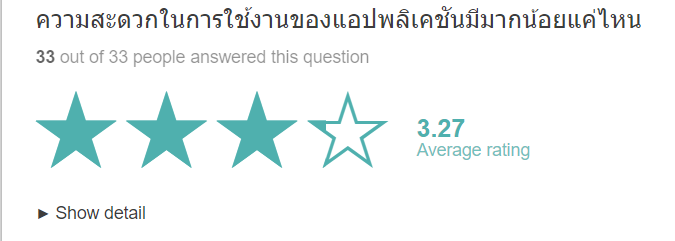 ความสะดวกในการใช้งานของแอปพลิเคชันมีมากน้อยแค่ไหน
33 out of 33 people answered this question
3.27
Average rating
► Show detail